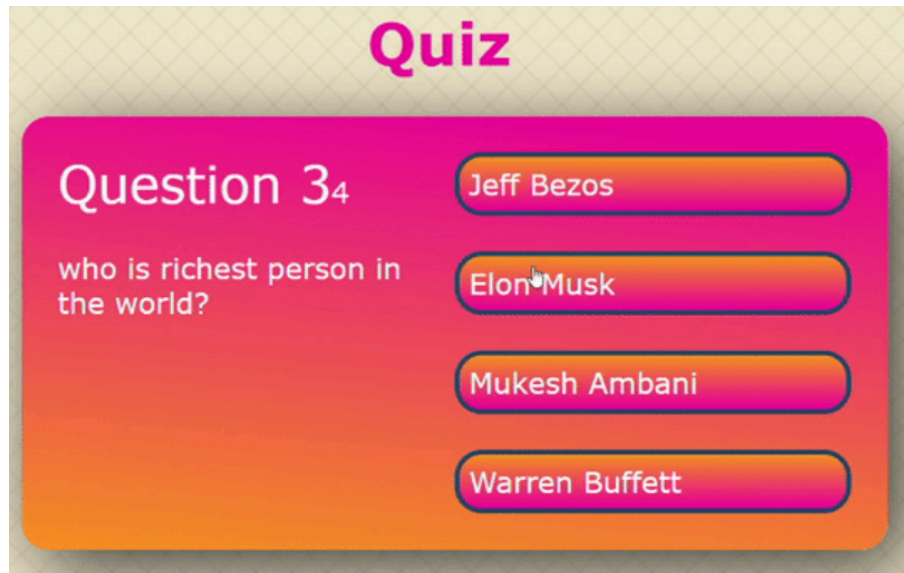 Quiz
Question 34
who is richest person in
the world?
Jeff Bezos
Elon Musk
Mukesh Ambani
Warren Buffett